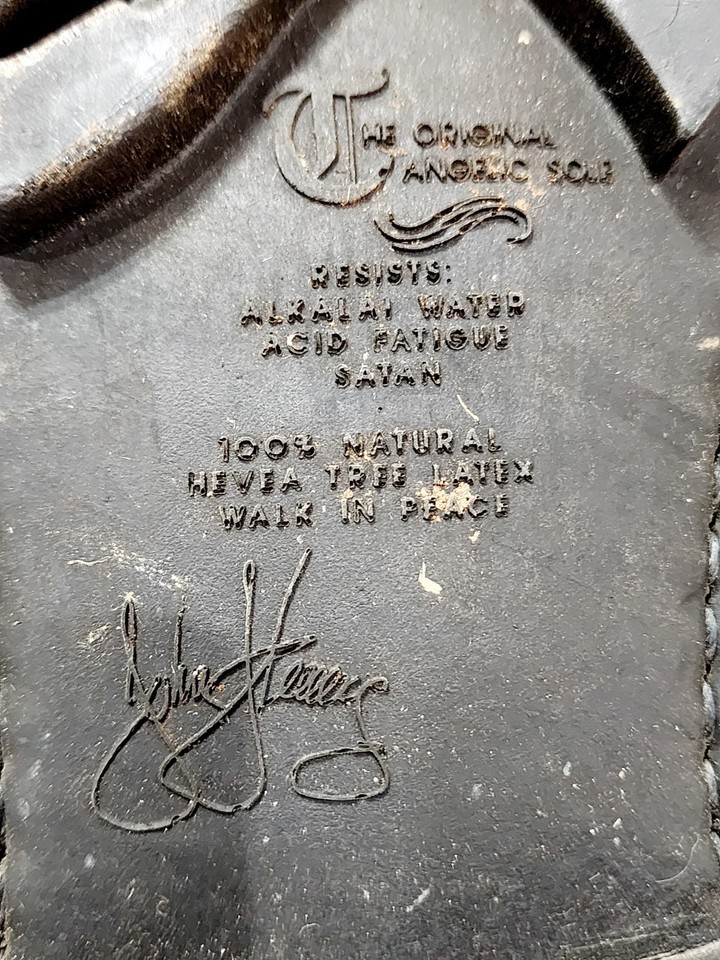 THE ORIGINAL
ANGELIC SOLE
RESISTS:
ALKALAI WATER
ACID FATIGUE
SATAN
100% NATURAL
HEVEA TREE LATEX
WALK IN PEACE